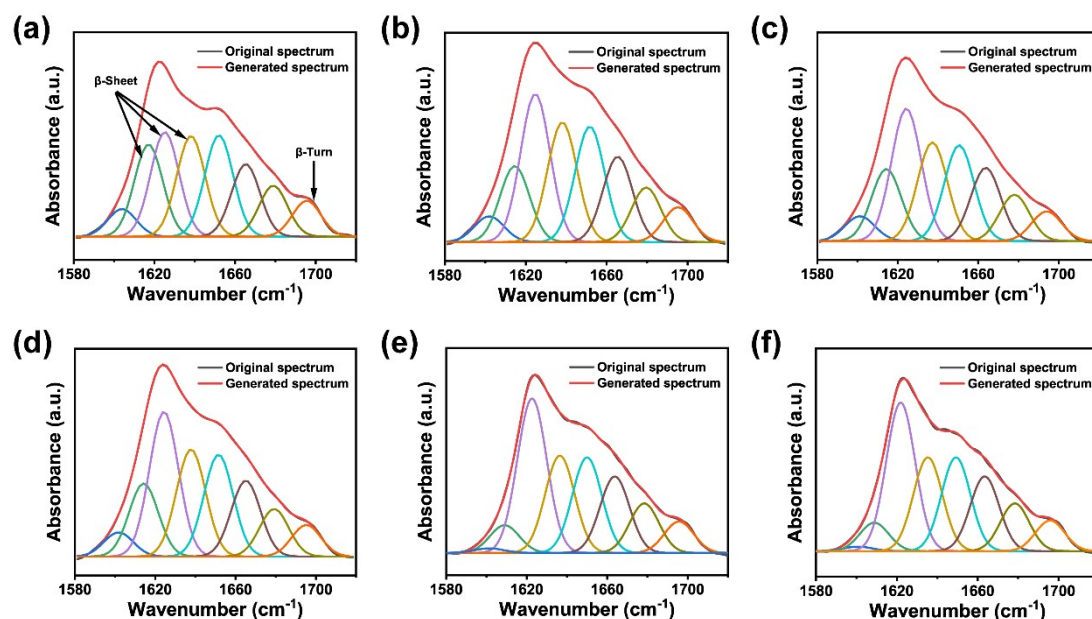 (a)
Original spectrum
Generated spectrum
β-Sheet
β-Turn
Absorbance (a.u.)
1580 1620 1660 1700
Wavenumber (cm⁻¹)
(b)
Original spectrum
Generated spectrum
Absorbance (a.u.)
1580 1620 1660 1700
Wavenumber (cm⁻¹)
(c)
Original spectrum
Generated spectrum
Absorbance (a.u.)
1580 1620 1660 1700
Wavenumber (cm⁻¹)
(d)
Original spectrum
Generated spectrum
Absorbance (a.u.)
1580 1620 1660 1700
Wavenumber (cm⁻¹)
(e)
Original spectrum
Generated spectrum
Absorbance (a.u.)
1580 1620 1660 1700
Wavenumber (cm⁻¹)
(f)
Original spectrum
Generated spectrum
Absorbance (a.u.)
1580 1620 1660 1700
Wavenumber (cm⁻¹)